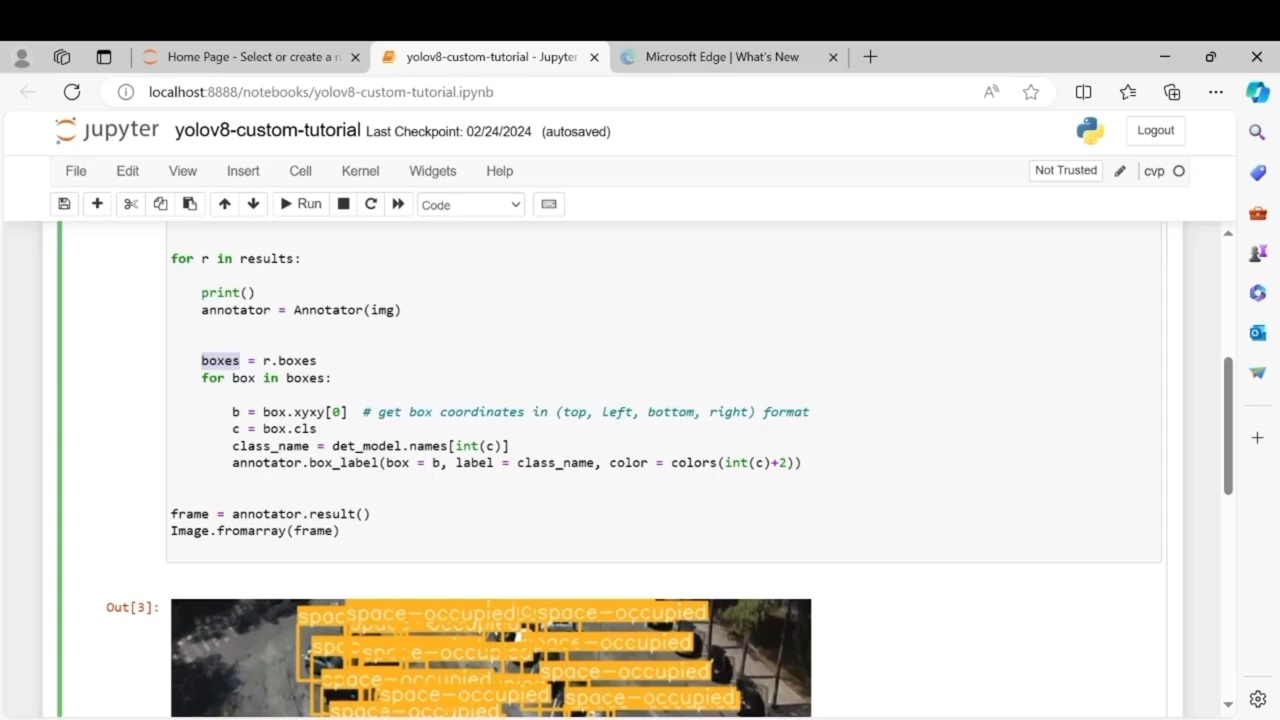 Home Page - Select or create a n
yolov8-custom-tutorial - Jupyter
Microsoft Edge | What's New
localhost:8888/notebooks/yolov8-custom-tutorial.ipynb
jupyter yolov8-custom-tutorial Last Checkpoint: 02/24/2024 (autosaved)
Logout
File Edit View Insert Cell Kernel Widgets Help
Not Trusted
cvp
Run
Code
for r in results:
print()
annotator = Annotator(img)
boxes = r.boxes
for box in boxes:
b = box.xyxy[0] # get box coordinates in (top, left, bottom, right) format
c = box.cls
class_name = det_model.names[int(c)]
annotator.box_label(box = b, label = class_name, color = colors(int(c)+2))
frame = annotator.result()
Image.fromarray(frame)
Out[3]:
space-occupied space-occupied
space-occupied
space-occupied
space-occupied space-occupied